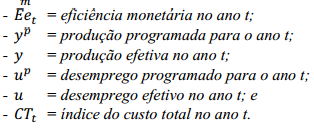 m
- Ee_t = eficiência monetária no ano t;
- y^p = produção programada para o ano t;
- y = produção efetiva no ano t;
- u^p = desemprego programado para o ano t;
- u = desemprego efetivo no ano t; e
- CT_t = índice do custo total no ano t.